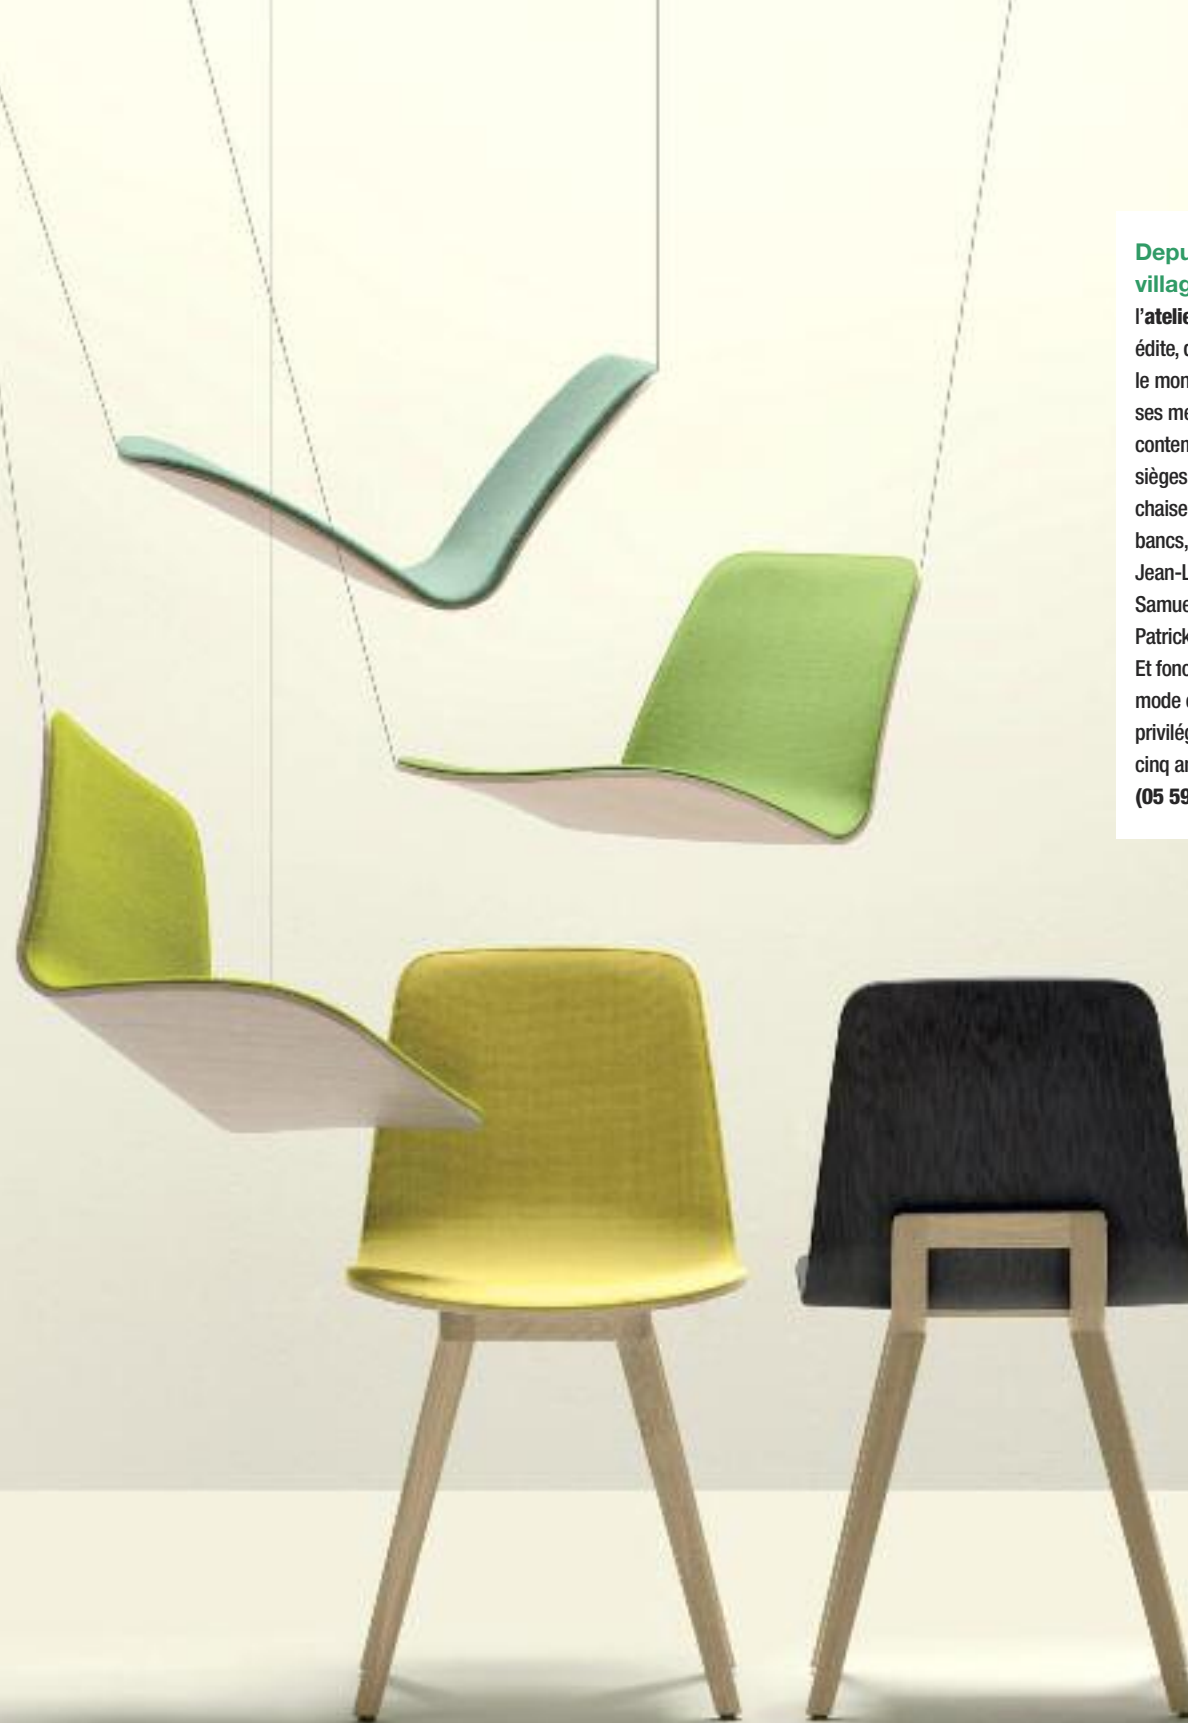 Depu
villag
l'atelie
édite, d
le mon
ses me
conten
sièges
chaise
bancs,
Jean-L
Samue
Patrick
Et fonc
mode d
privilég
cinq an
(05 59